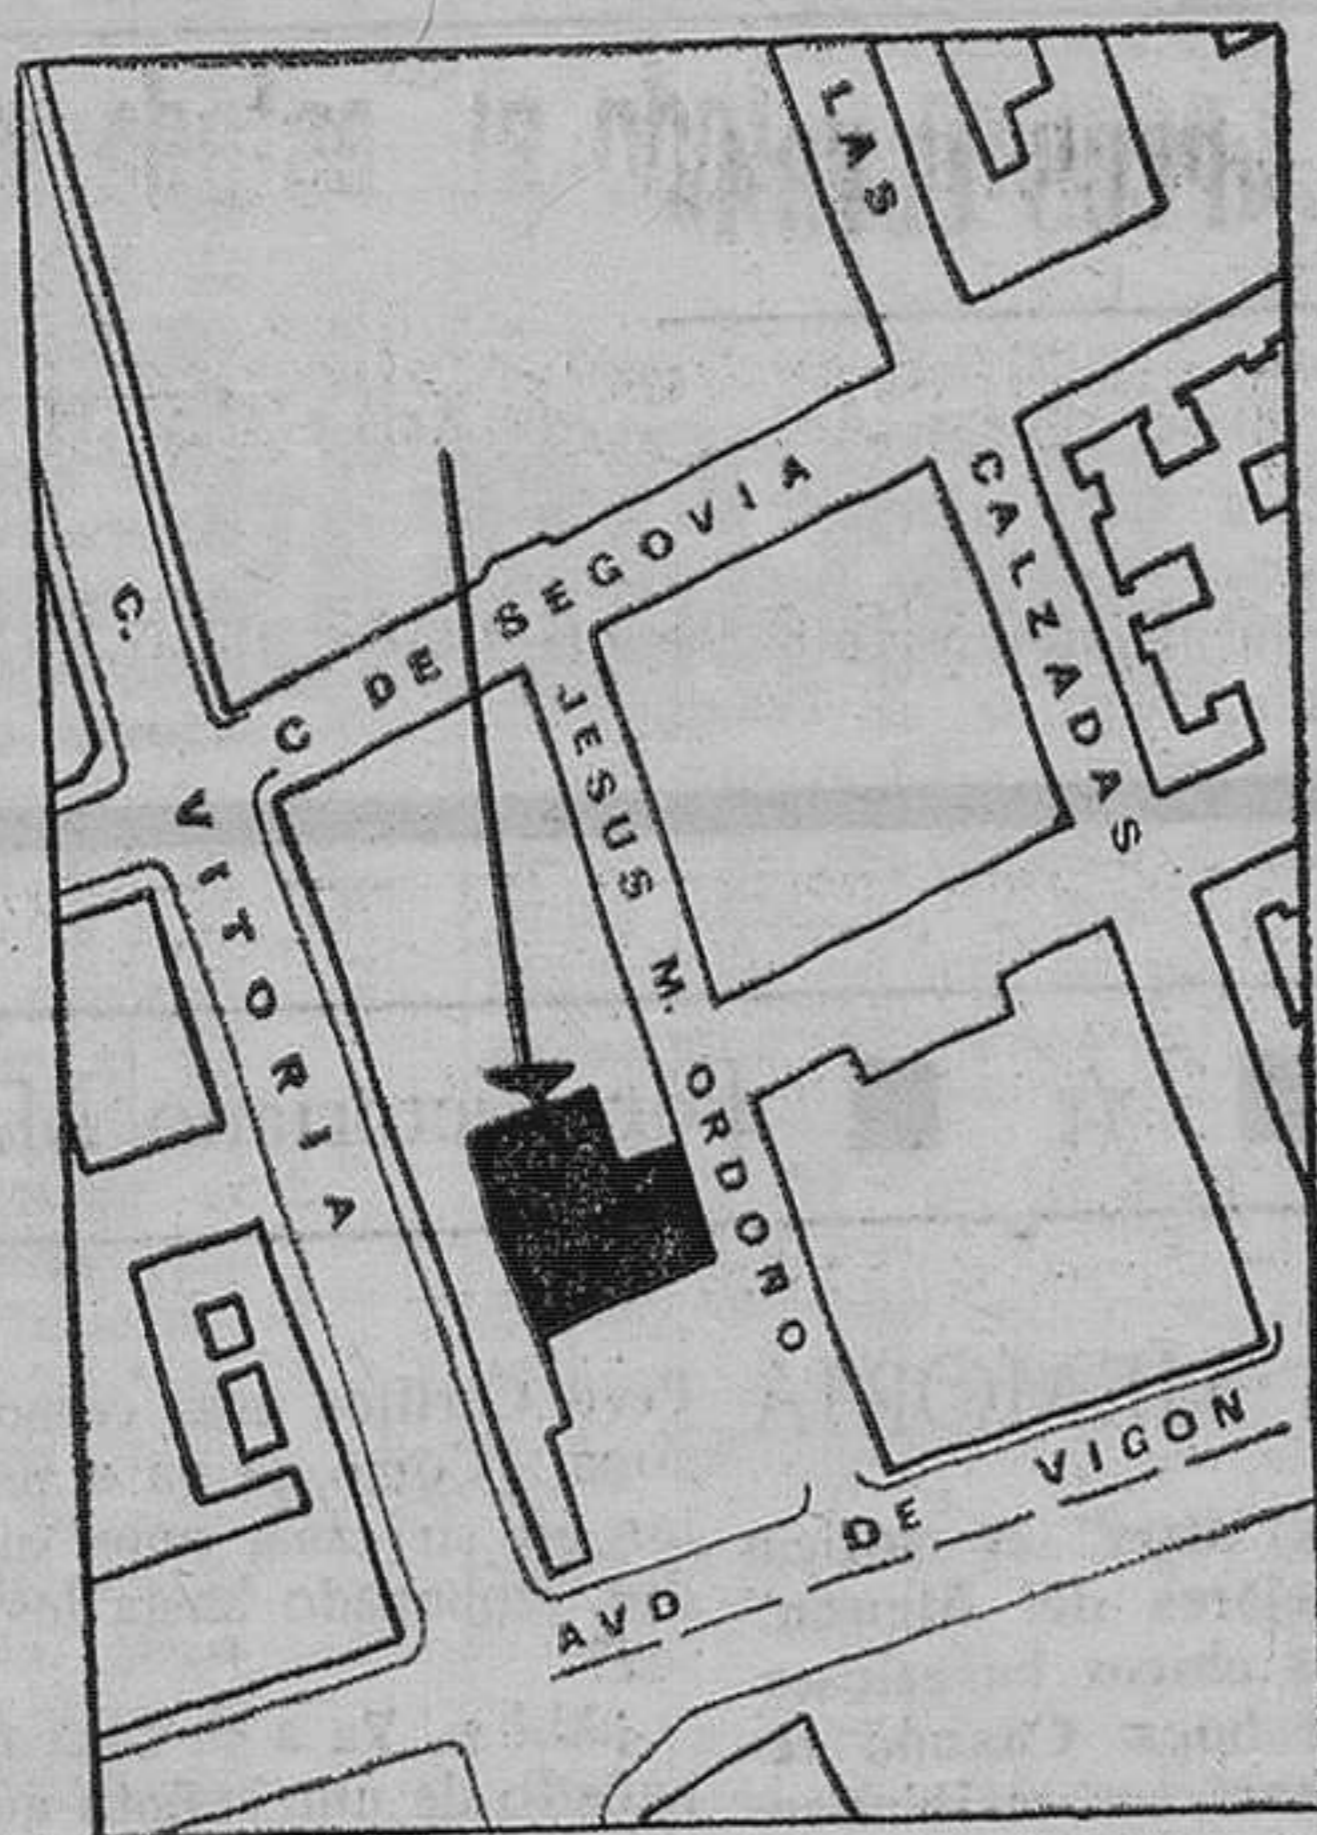 LAS
CALZADAS
C DE SEGOVIA
C. VITORIA
JESUS M. ORDOÑO
AVD DE VIGON